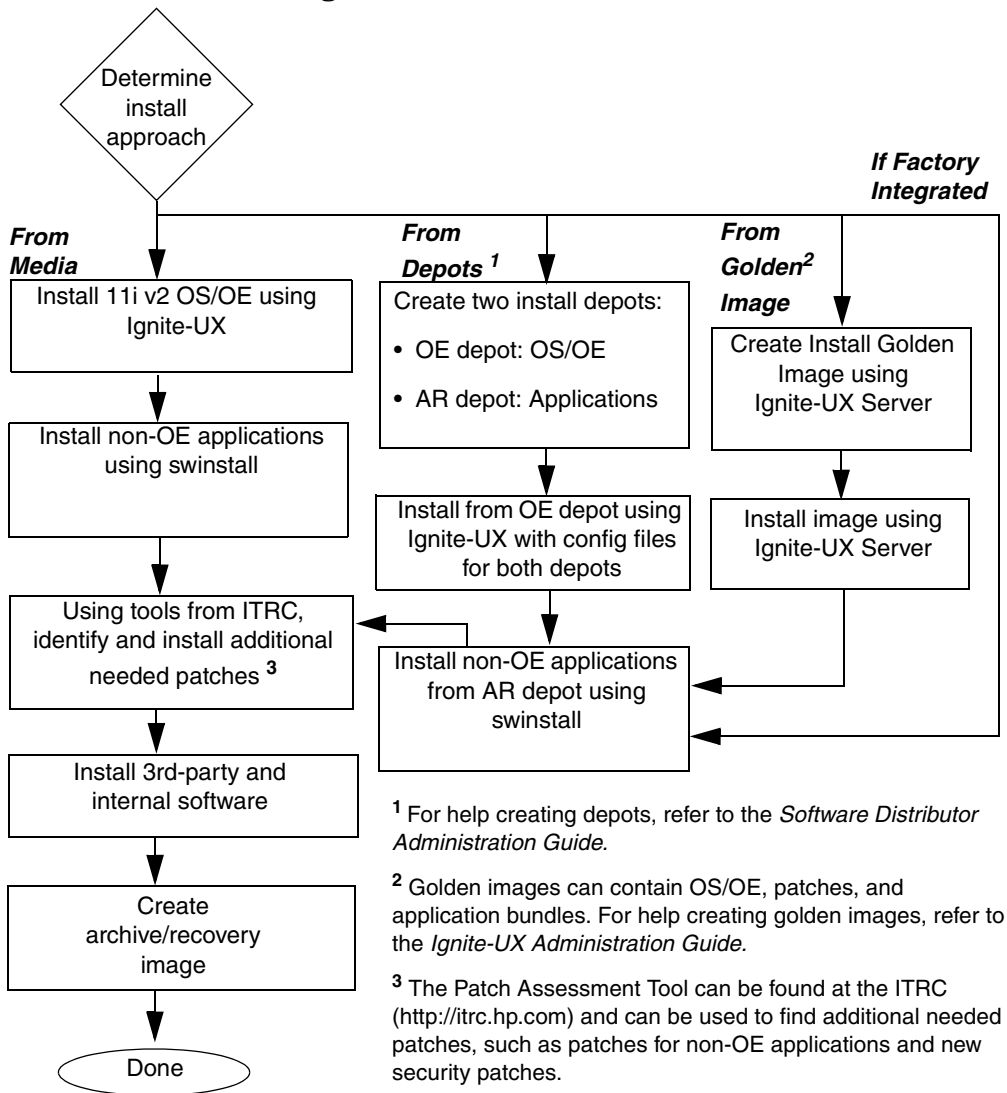 Determine
install
approach
If Factory
Integrated
From
Media
Install 11i v2 OS/OE using
Ignite-UX
Install non-OE applications
using swinstall
Using tools from ITRC,
identify and install additional
needed patches 3
Install 3rd-party and
internal software
Create
archive/recovery
image
Done
From
Depots 1
Create two install depots:
• OE depot: OS/OE
• AR depot: Applications
Install from OE depot using
Ignite-UX with config files
for both depots
Install non-OE applications
from AR depot using
swinstall
From
Golden2
Image
Create Install Golden
Image using
Ignite-UX Server
Install image using
Ignite-UX Server
1 For help creating depots, refer to the Software Distributor
Administration Guide.
2 Golden images can contain OS/OE, patches, and
application bundles. For help creating golden images, refer to
the Ignite-UX Administration Guide.
3 The Patch Assessment Tool can be found at the ITRC
(http://itrc.hp.com) and can be used to find additional needed
patches, such as patches for non-OE applications and new
security patches.